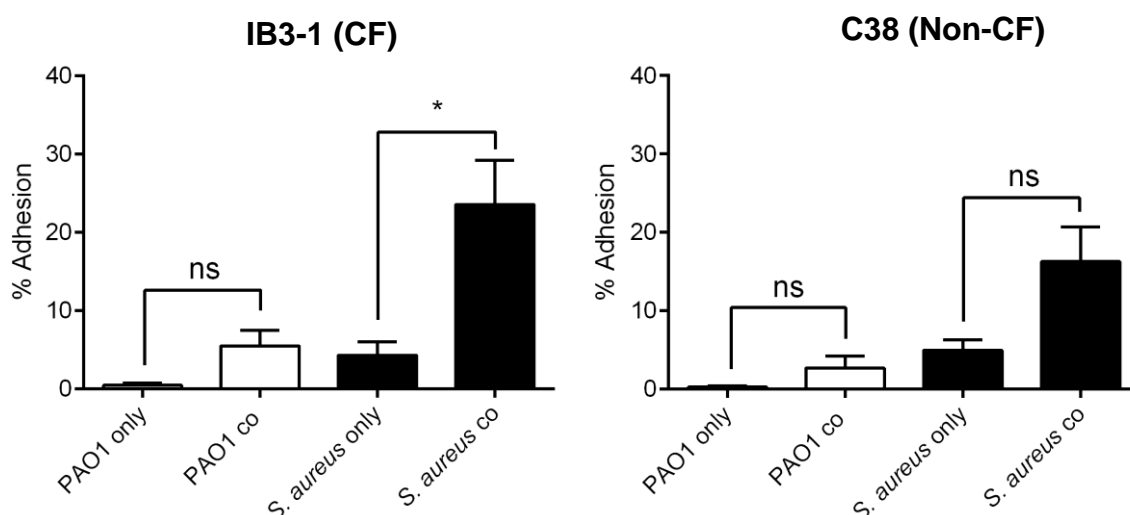 IB3-1 (CF)
% Adhesion
40
30
20
10
0
ns
*
PAO1 only
PAO1 co
S. aureus only
S. aureus co
C38 (Non-CF)
% Adhesion
40
30
20
10
0
ns
ns
PAO1 only
PAO1 co
S. aureus only
S. aureus co